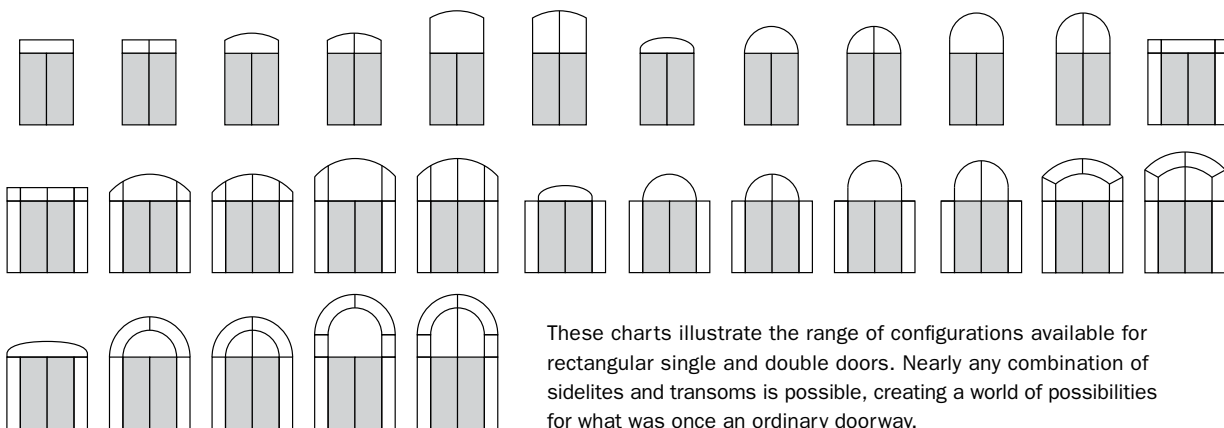 These charts illustrate the range of configurations available for
rectangular single and double doors. Nearly any combination of
sidelites and transoms is possible, creating a world of possibilities
for what was once an ordinary doorway.